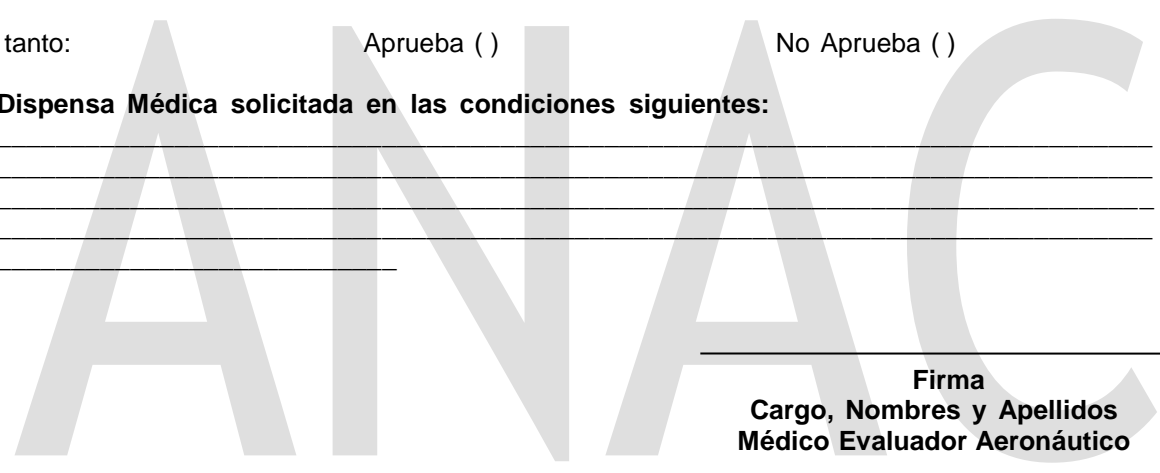 tanto: Aprueba ( ) No Aprueba ( )
Dispensa Médica solicitada en las condiciones siguientes:
Firma
Cargo, Nombres y Apellidos
Médico Evaluador Aeronáutico
ANAC